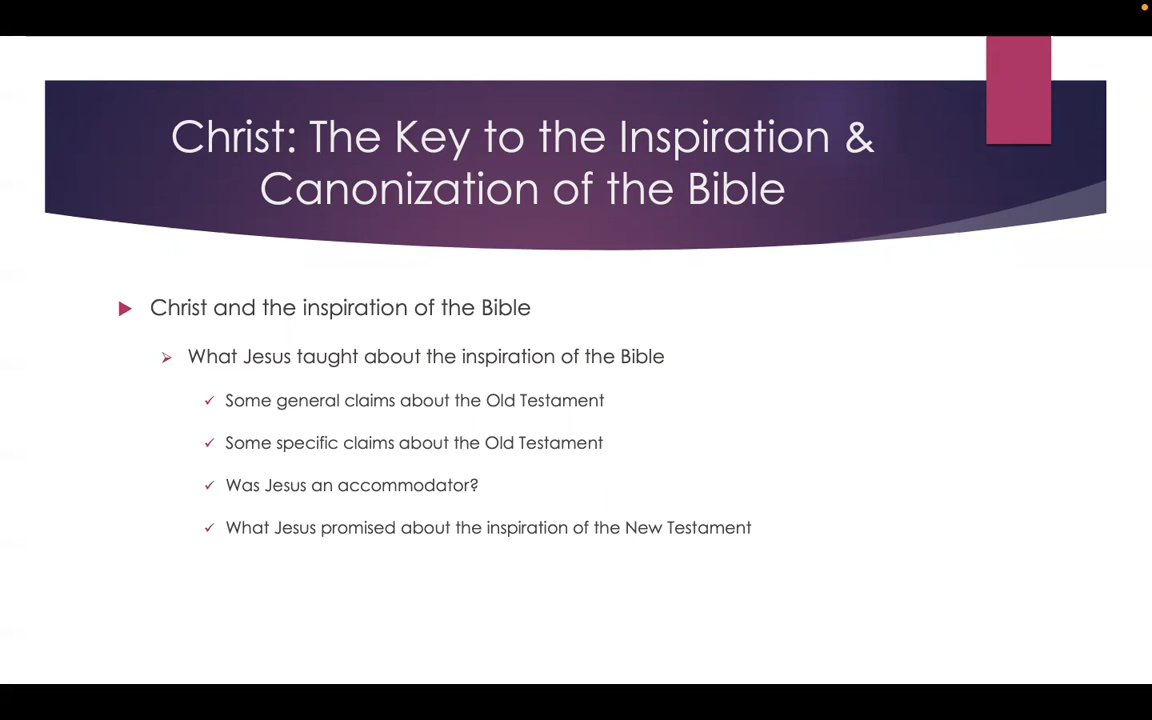 Christ: The Key to the Inspiration &
Canonization of the Bible
Christ and the inspiration of the Bible
What Jesus taught about the inspiration of the Bible
Some general claims about the Old Testament
Some specific claims about the Old Testament
Was Jesus an accommodator?
What Jesus promised about the inspiration of the New Testament